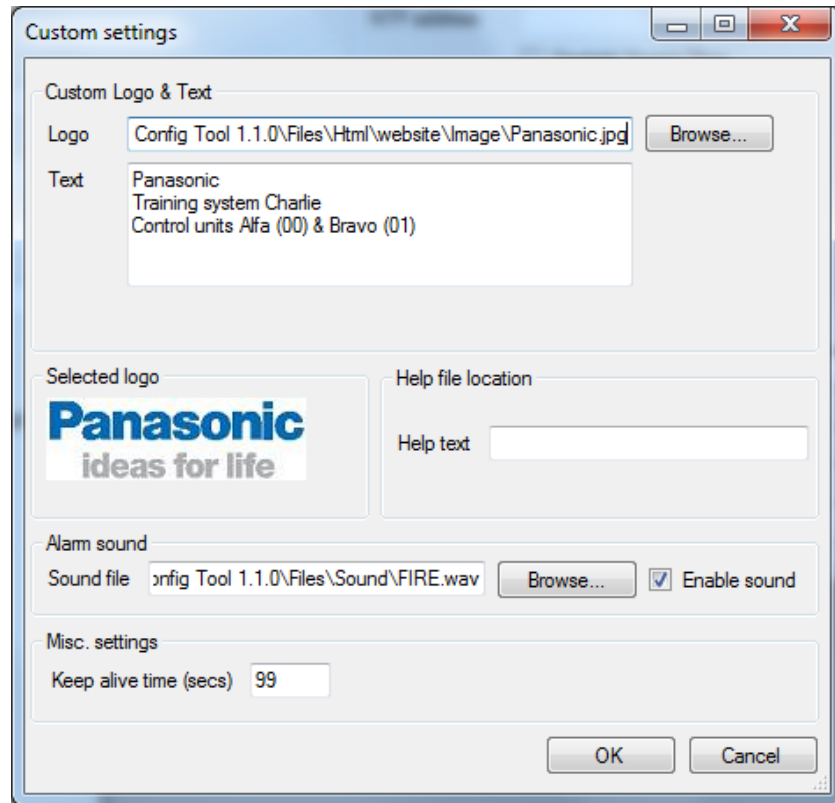 Custom settings
Custom Logo & Text
Logo Config Tool 1.1.0\Files\Html\website\Image\Panasonic.jpg Browse...
Text Panasonic
Training system Charlie
Control units Alfa (00) & Bravo (01)
Selected logo
Panasonic
ideas for life
Help file location
Help text
Alarm sound
Sound file onfig Tool 1.1.0\Files\Sound\FIRE.wav Browse... Enable sound
Misc. settings
Keep alive time (secs) 99
OK Cancel